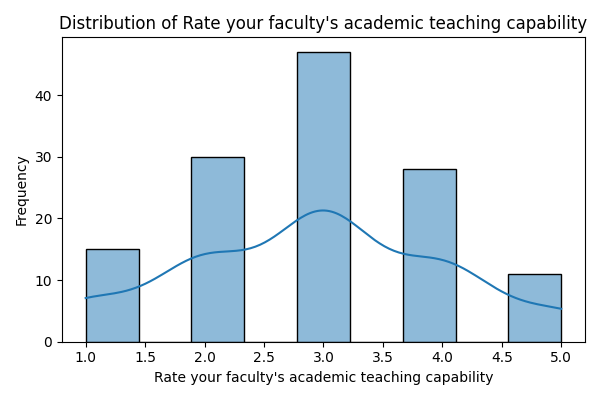 Distribution of Rate your faculty's academic teaching capability
Frequency
40
30
20
10
0
1.0 1.5 2.0 2.5 3.0 3.5 4.0 4.5 5.0
Rate your faculty's academic teaching capability